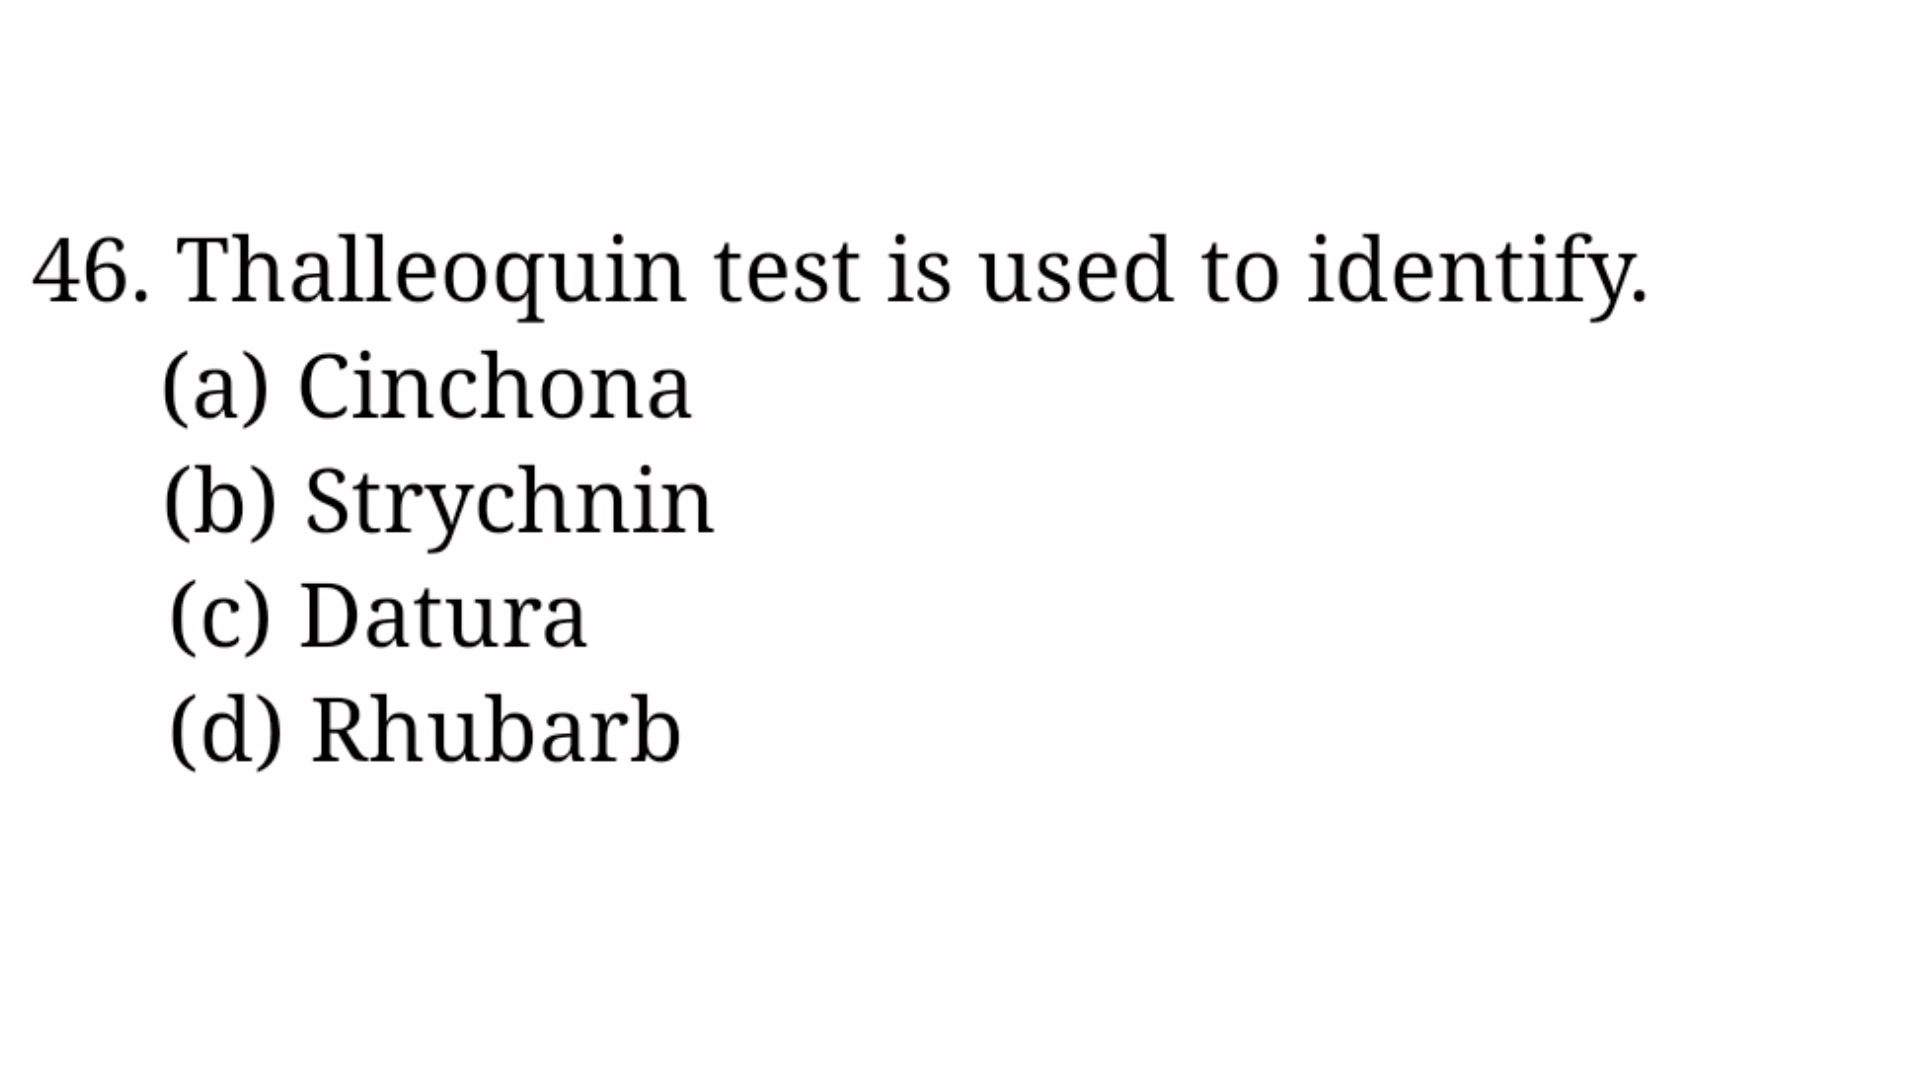 46. Thalleoquin test is used to identify.
(a) Cinchona
(b) Strychnin
(c) Datura
(d) Rhubarb